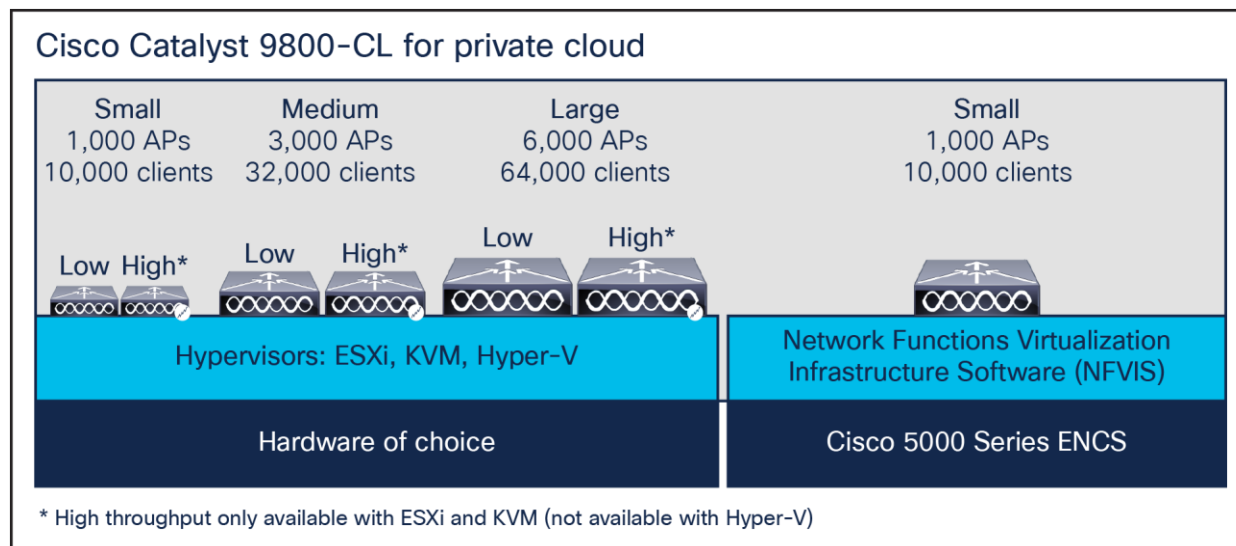 Cisco Catalyst 9800-CL for private cloud
Small
1,000 APs
10,000 clients
Medium
3,000 APs
32,000 clients
Large
6,000 APs
64,000 clients
Small
1,000 APs
10,000 clients
Low
High*
Low
High*
Low
High*
Hypervisors: ESXi, KVM, Hyper-V
Network Functions Virtualization
Infrastructure Software (NFVIS)
Hardware of choice
Cisco 5000 Series ENCS
* High throughput only available with ESXi and KVM (not available with Hyper-V)